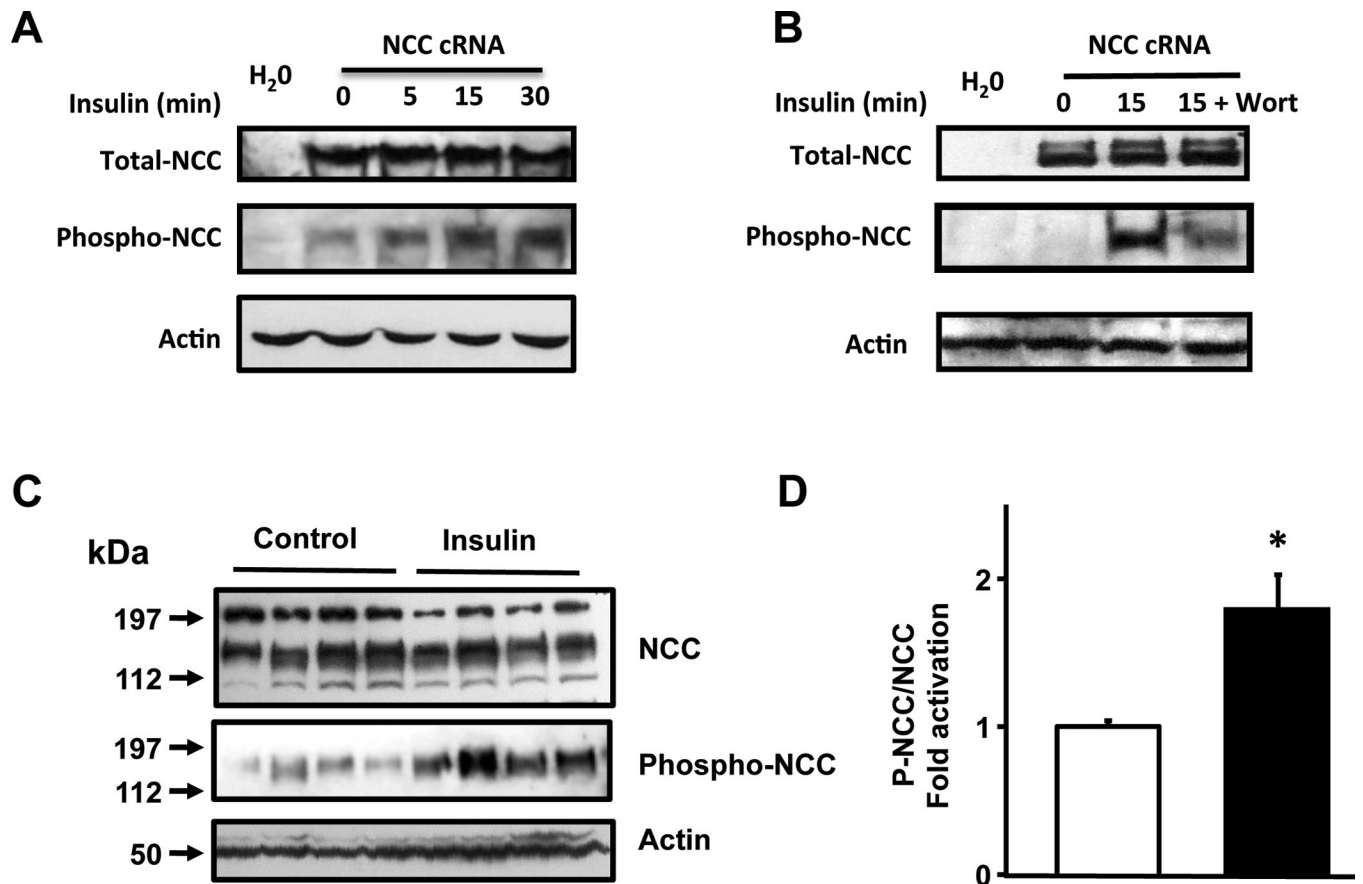 A
NCC cRNA
H20
Insulin (min) 0 5 15 30
Total-NCC
Phospho-NCC
Actin
B
NCC cRNA
H20
Insulin (min) 0 15 15 + Wort
Total-NCC
Phospho-NCC
Actin
C
kDa Control Insulin
197
NCC
112
197
Phospho-NCC
112
50 Actin
D
P-NCC/NCC
Fold activation
*
2
1
0